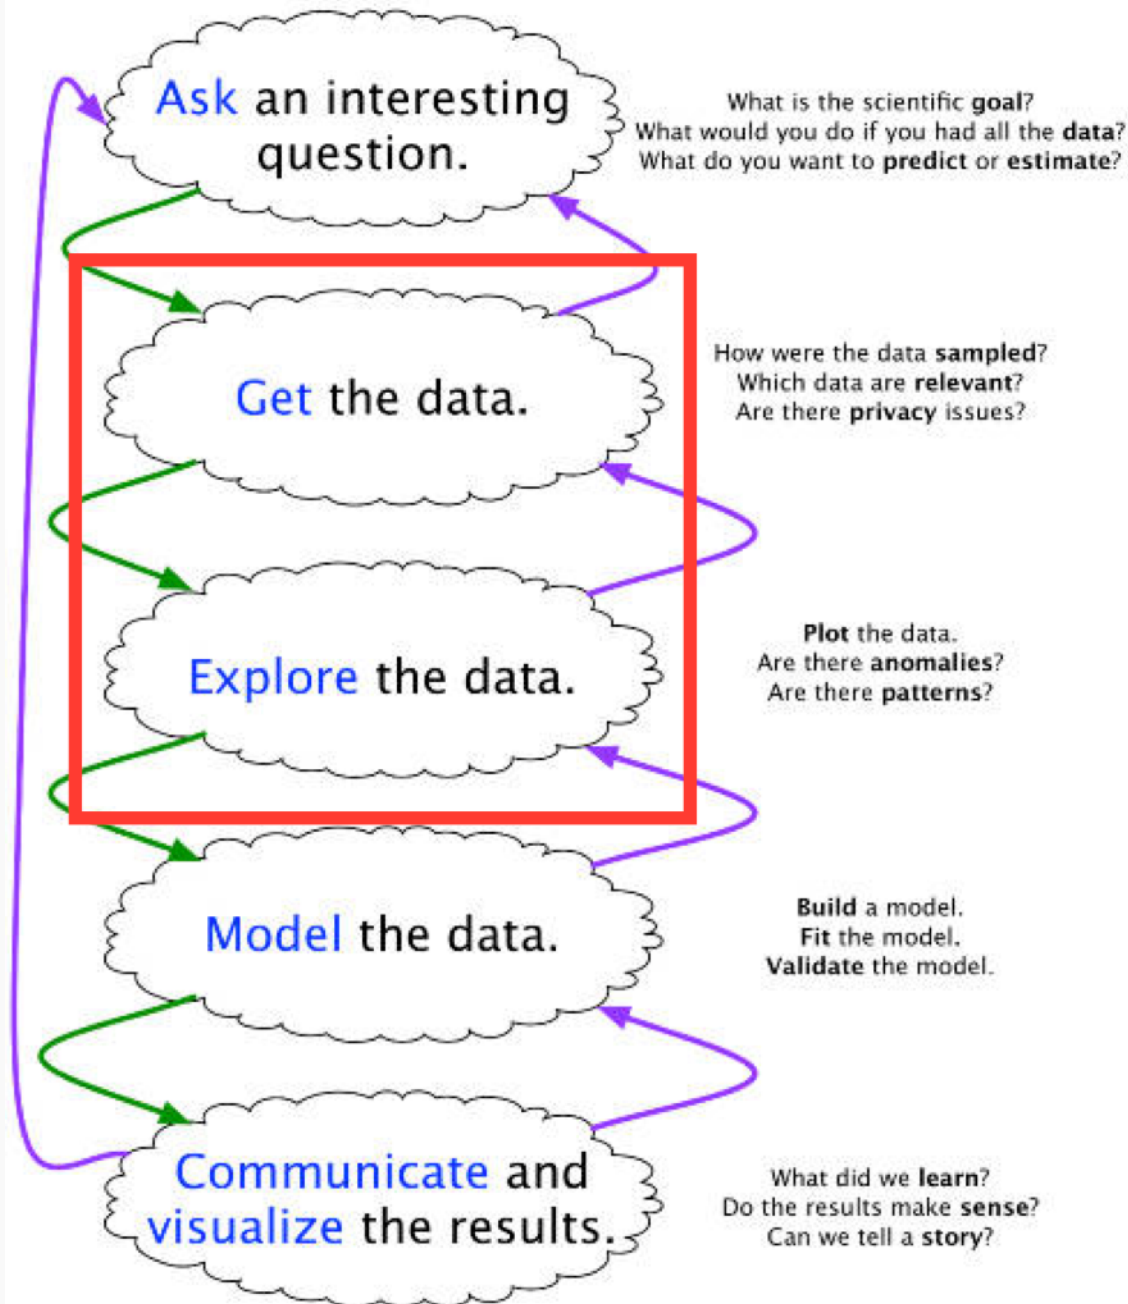 Ask an interesting
question.
What is the scientific goal?
What would you do if you had all the data?
What do you want to predict or estimate?
Get the data.
How were the data sampled?
Which data are relevant?
Are there privacy issues?
Explore the data.
Plot the data.
Are there anomalies?
Are there patterns?
Model the data.
Build a model.
Fit the model.
Validate the model.
Communicate and
visualize the results.
What did we learn?
Do the results make sense?
Can we tell a story?